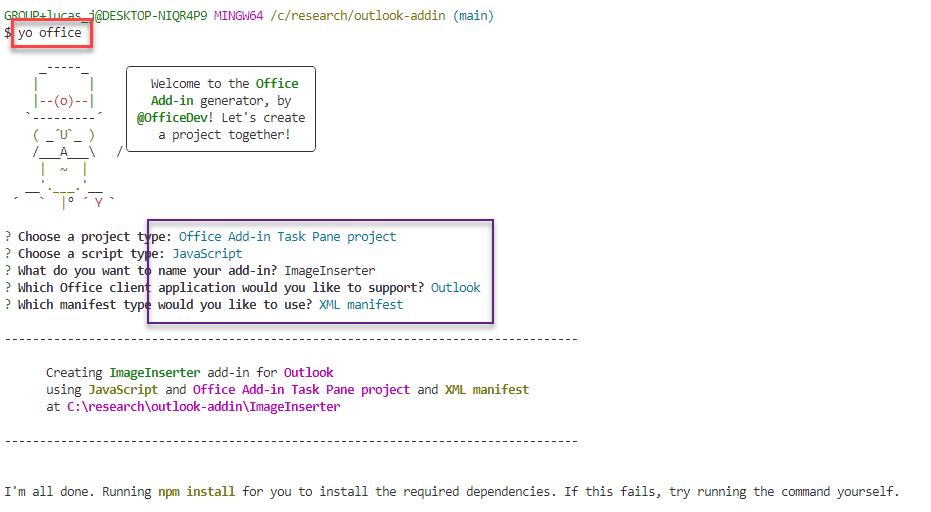 GROUP+lucas_j@DESKTOP-NIQR4P9 MINGW64 /c/research/outlook-addin (main)
$ yo office
Welcome to the Office
Add-in generator, by
@OfficeDev! Let's create
a project together!
? Choose a project type: Office Add-in Task Pane project
? Choose a script type: JavaScript
? What do you want to name your add-in? ImageInserter
? Which Office client application would you like to support? Outlook
? Which manifest type would you like to use? XML manifest
----------------------------------------------------------------------------------
Creating ImageInserter add-in for Outlook
using JavaScript and Office Add-in Task Pane project and XML manifest
at C:\research\outlook-addin\ImageInserter
----------------------------------------------------------------------------------
I'm all done. Running npm install for you to install the required dependencies. If this fails, try running the command yourself.